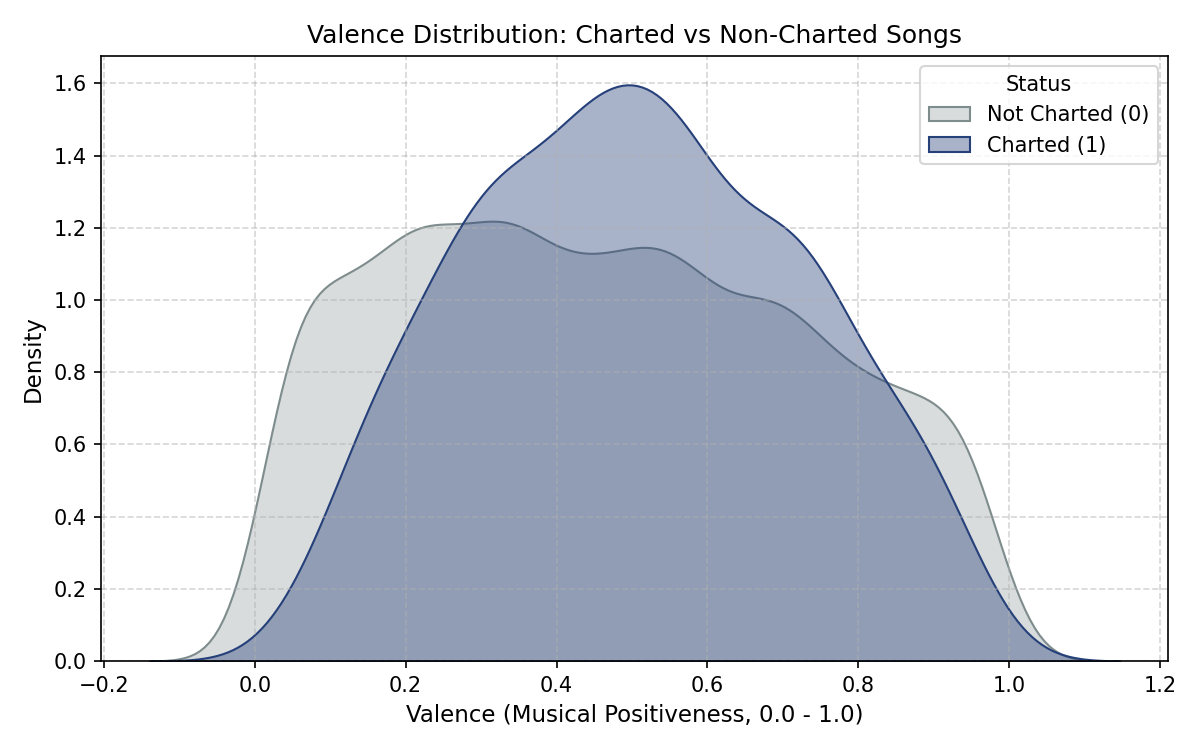 Valence Distribution: Charted vs Non-Charted Songs
Status
Not Charted (0)
Charted (1)
Density
1.6
1.4
1.2
1.0
0.8
0.6
0.4
0.2
0.0
−0.2 0.0 0.2 0.4 0.6 0.8 1.0 1.2
Valence (Musical Positiveness, 0.0 - 1.0)